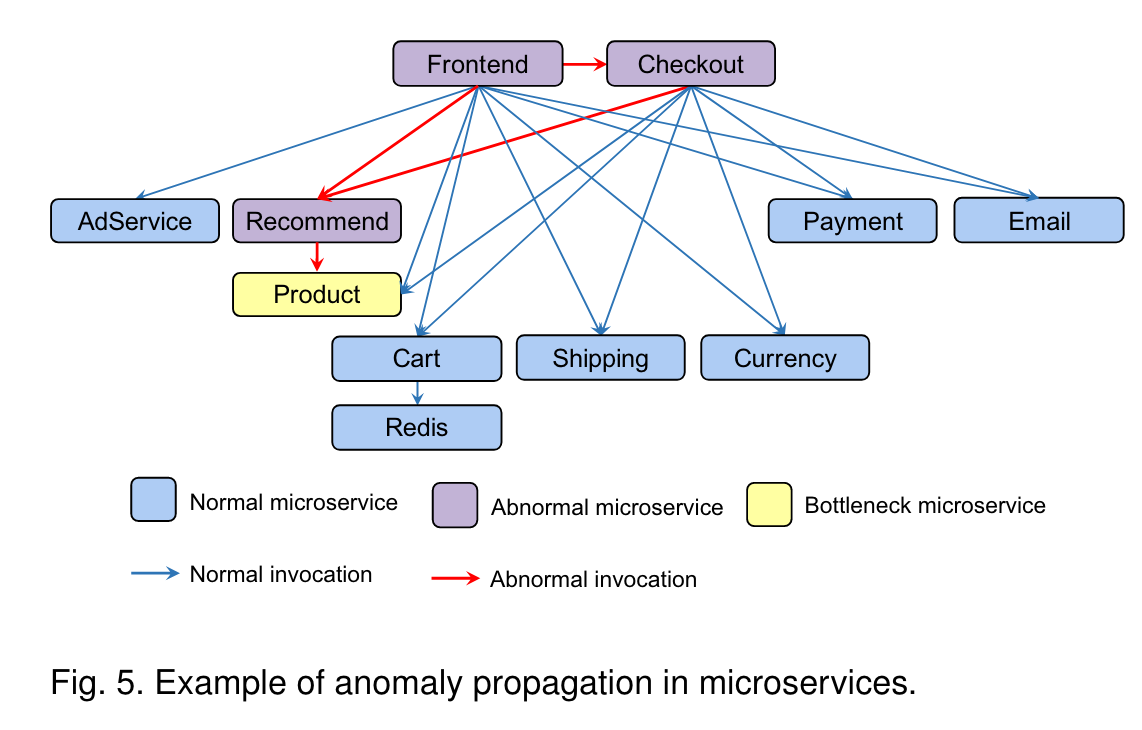 Frontend
Checkout
AdService
Recommend
Payment
Email
Product
Cart
Shipping
Currency
Redis
Normal microservice
Abnormal microservice
Bottleneck microservice
Normal invocation
Abnormal invocation
Fig. 5. Example of anomaly propagation in microservices.